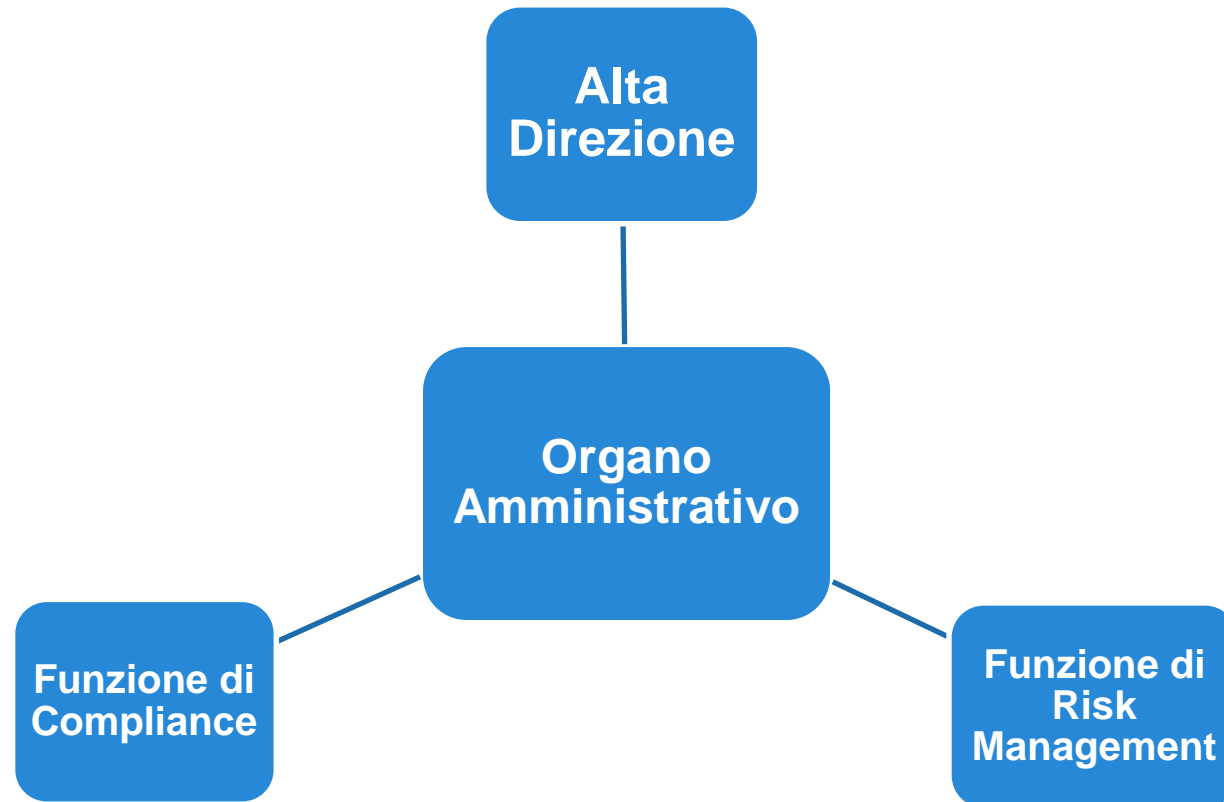 Alta
Direzione
Organo
Amministrativo
Funzione di
Compliance
Funzione di
Risk
Management